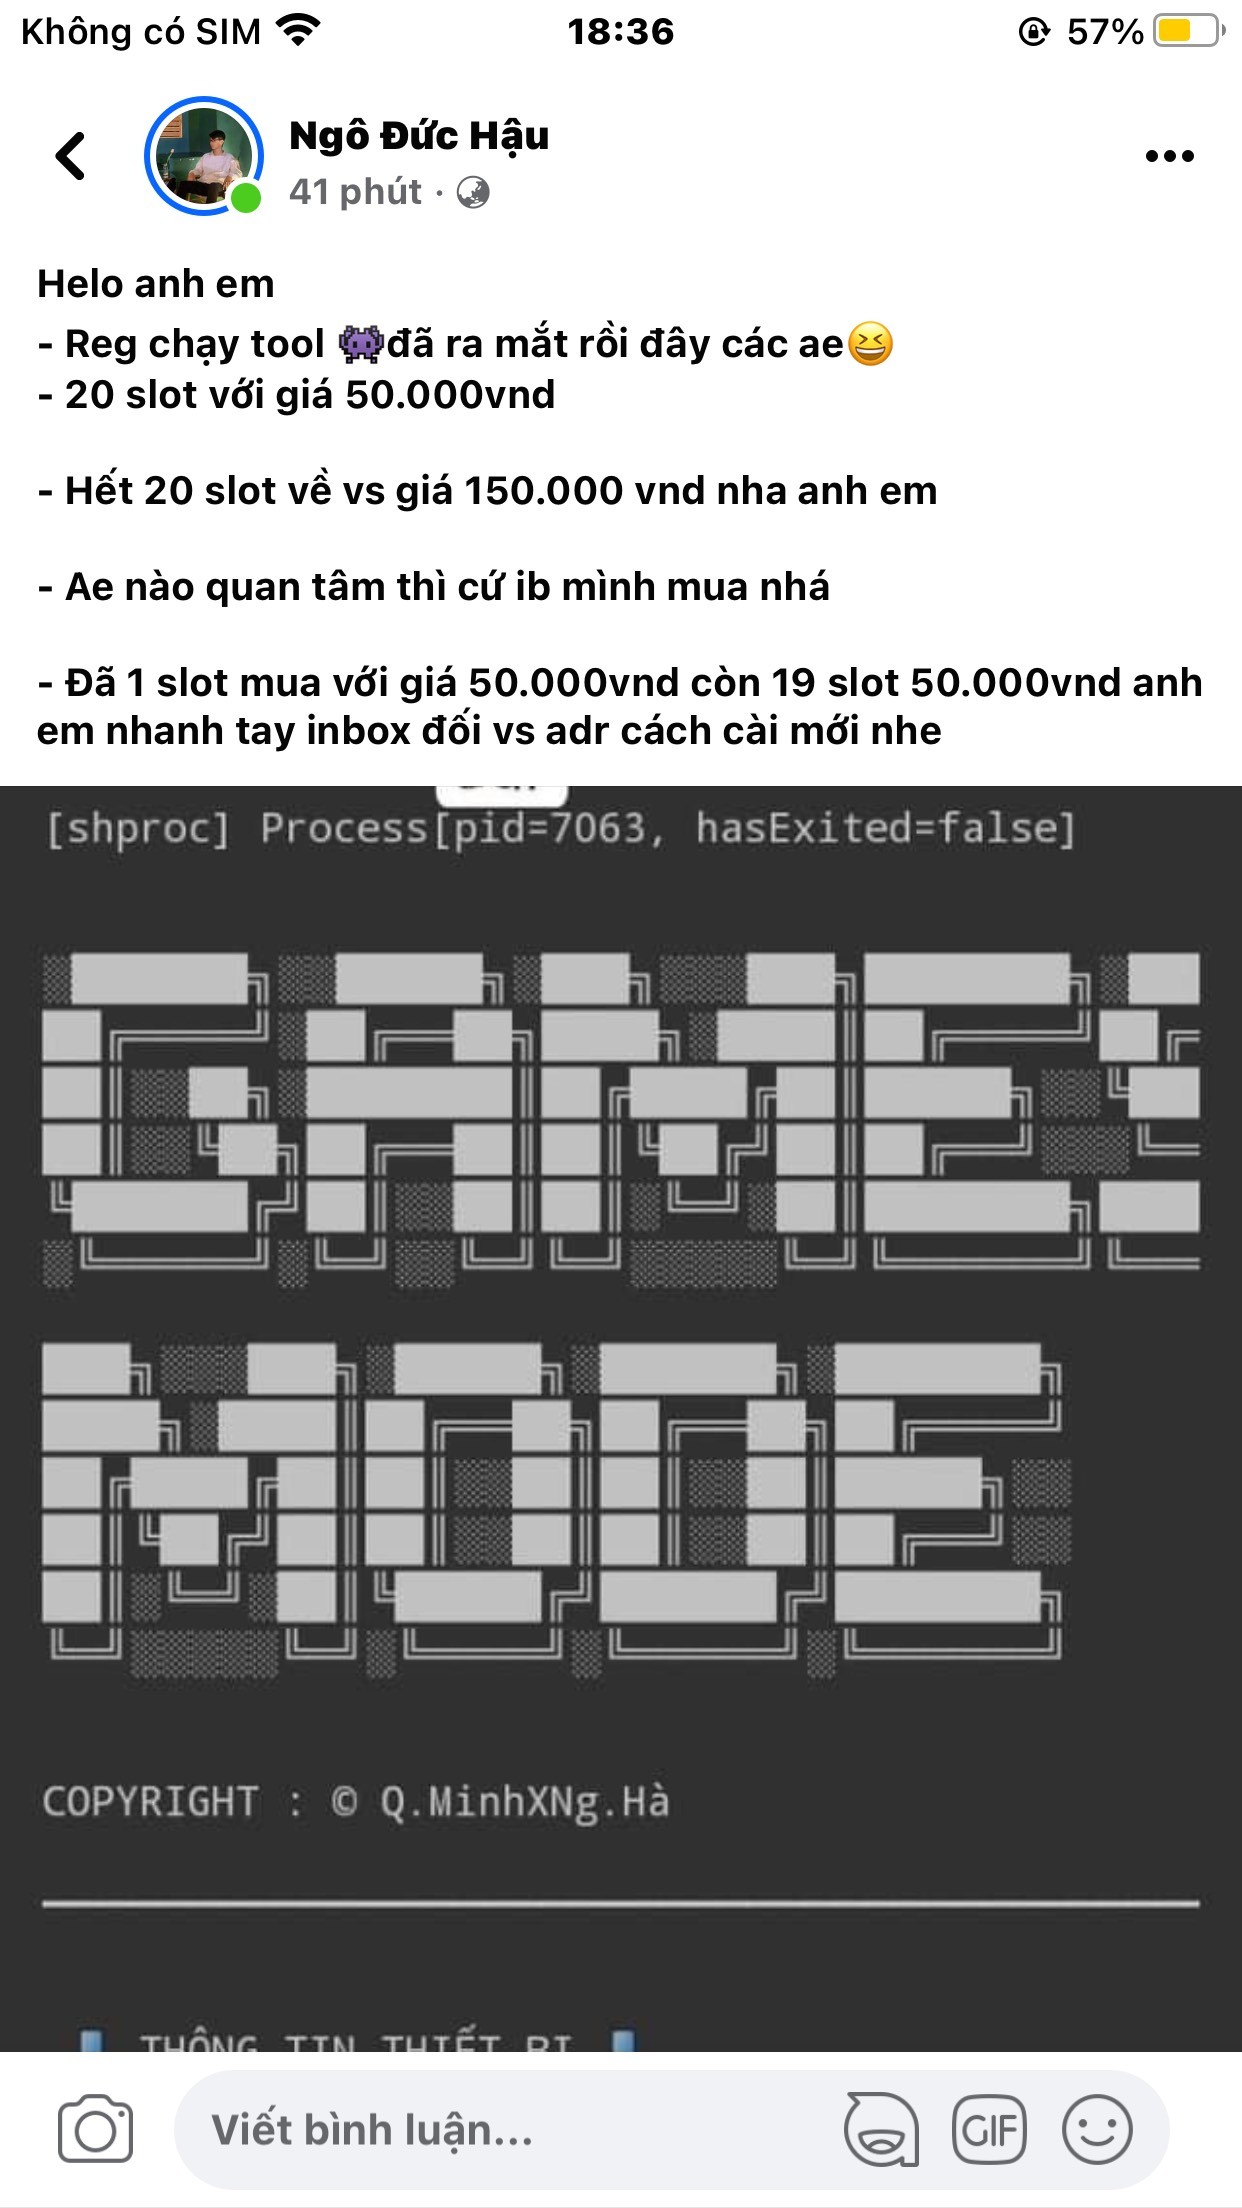 Không có SIM 18:36 57%
Ngô Đức Hậu
41 phút ·
Helo anh em
- Reg chạy tool 👾đã ra mắt rồi đây các ae😆
- 20 slot với giá 50.000vnd
- Hết 20 slot về vs giá 150.000 vnd nha anh em
- Ae nào quan tâm thì cứ ib mình mua nhá
- Đã 1 slot mua với giá 50.000vnd còn 19 slot 50.000vnd anh
em nhanh tay inbox đối vs adr cách cài mới nhe
[shproc] Process[pid=7063, hasExited=false]
GAMES
MODE
COPYRIGHT : © Q.MinhXNg.Hà
THÔNG TIN THIẾT BỊ
Viết bình luận...
GIF